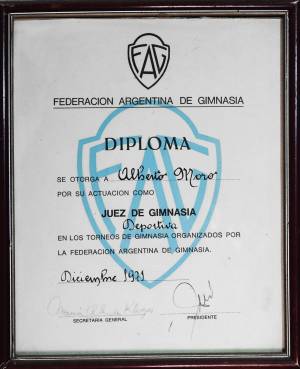 FAG
FEDERACION ARGENTINA DE GIMNASIA
DIPLOMA
SE OTORGA A Alberto Moro
POR SU ACTUACION COMO
JUEZ DE GIMNASIA
Deportiva
EN LOS TORNEOS DE GIMNASIA ORGANIZADOS POR
LA FEDERACION ARGENTINA DE GIMNASIA.
Diciembre 1971
SECRETARIA GENERAL
PRESIDENTE